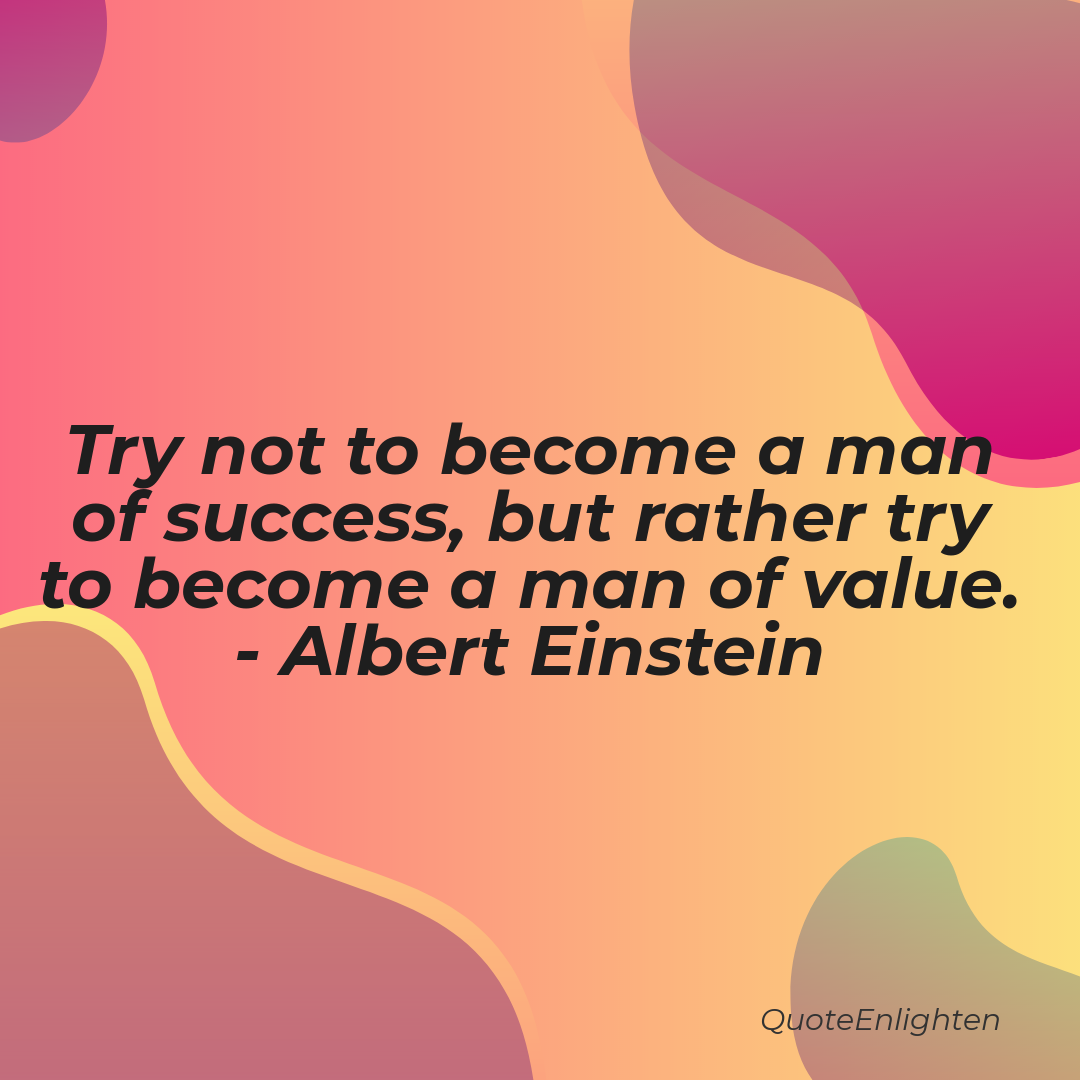 Try not to become a man
of success, but rather try
to become a man of value.
- Albert Einstein
QuoteEnlighten